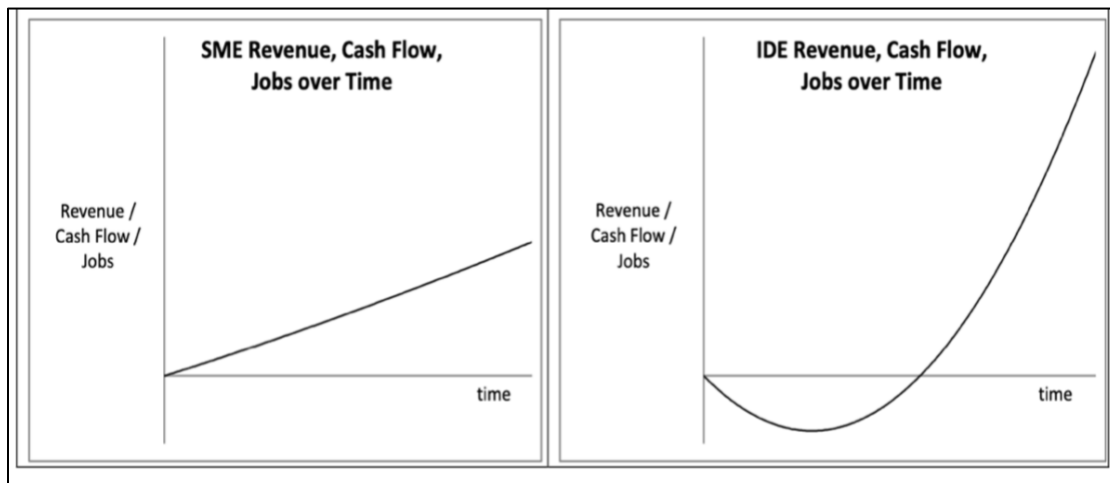 SME Revenue, Cash Flow,
Jobs over Time
Revenue /
Cash Flow /
Jobs
time
IDE Revenue, Cash Flow,
Jobs over Time
Revenue /
Cash Flow /
Jobs
time